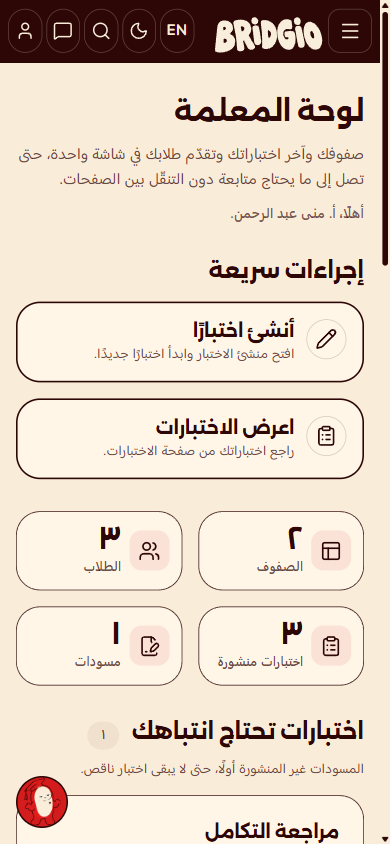 BRiDGiO
EN
لوحة المعلمة
صفوفك وآخر اختباراتك وتقدّم طلابك في شاشة واحدة، حتى
تصل إلى ما يحتاج متابعة دون التنقّل بين الصفحات.
أهلًا، أ. منى عبد الرحمن.
إجراءات سريعة
أنشئ اختبارًا
افتح منشئ الاختبار وابدأ اختبارًا جديدًا.
اعرض الاختبارات
راجع اختباراتك من صفحة الاختبارات.
٢
الصفوف
٣
الطلاب
٣
اختبارات منشورة
١
مسودات
اختبارات تحتاج انتباهك ١
المسودات غير المنشورة أولًا، حتى لا يبقى اختبار ناقص.
مراجعة التكامل